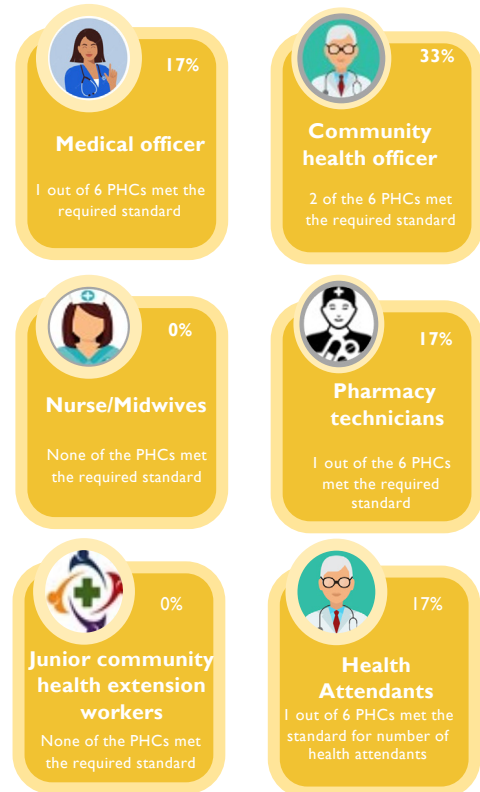 17%
Medical officer
1 out of 6 PHCs met the
required standard
33%
Community
health officer
2 of the 6 PHCs met
the required standard
0%
Nurse/Midwives
None of the PHCs met
the required standard
17%
Pharmacy
technicians
1 out of the 6 PHCs
met the required
standard
0%
Junior community
health extension
workers
None of the PHCs met
the required standard
17%
Health
Attendants
1 out of 6 PHCs met the
standard for number of
health attendants